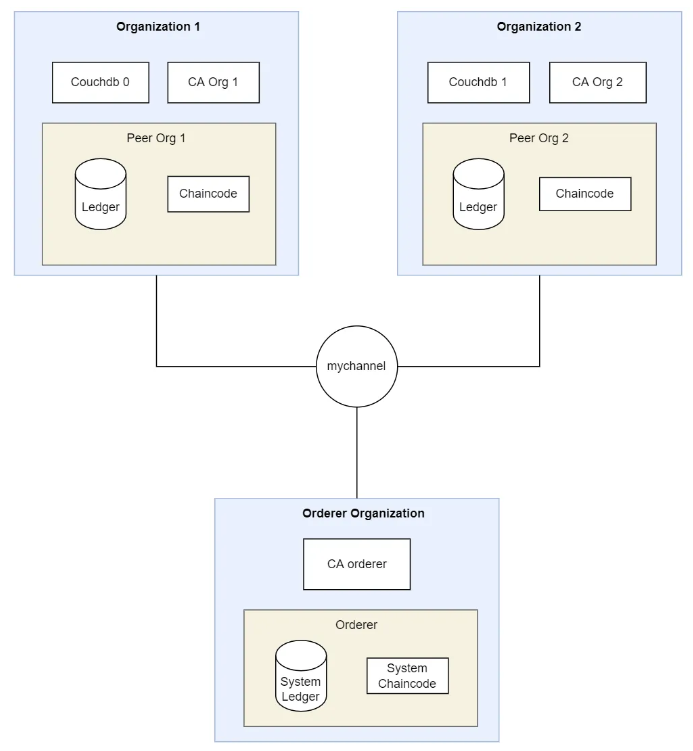 Organization 1
Couchdb 0
CA Org 1
Peer Org 1
Ledger
Chaincode
Organization 2
Couchdb 1
CA Org 2
Peer Org 2
Ledger
Chaincode
mychannel
Orderer Organization
CA orderer
Orderer
System
Ledger
System
Chaincode